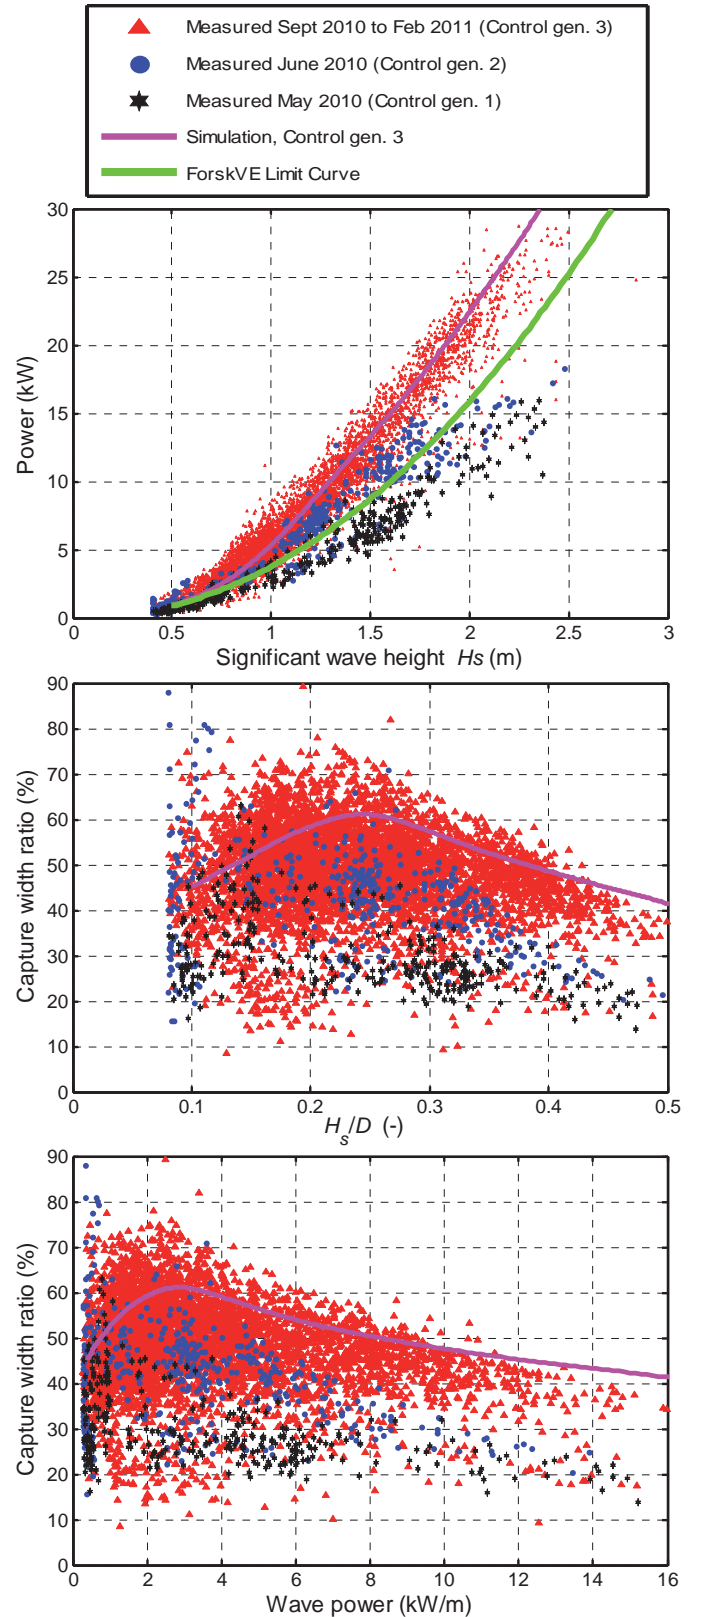 Measured Sept 2010 to Feb 2011 (Control gen. 3)
Measured June 2010 (Control gen. 2)
Measured May 2010 (Control gen. 1)
Simulation, Control gen. 3
ForskVE Limit Curve
30
25
20
15
10
5
0
Power (kW)
0 0.5 1 1.5 2 2.5 3
Significant wave height Hs (m)
90
80
70
60
50
40
30
20
10
0
Capture width ratio (%)
0 0.1 0.2 0.3 0.4 0.5
Hs/D (-)
90
80
70
60
50
40
30
20
10
0
Capture width ratio (%)
0 2 4 6 8 10 12 14 16
Wave power (kW/m)